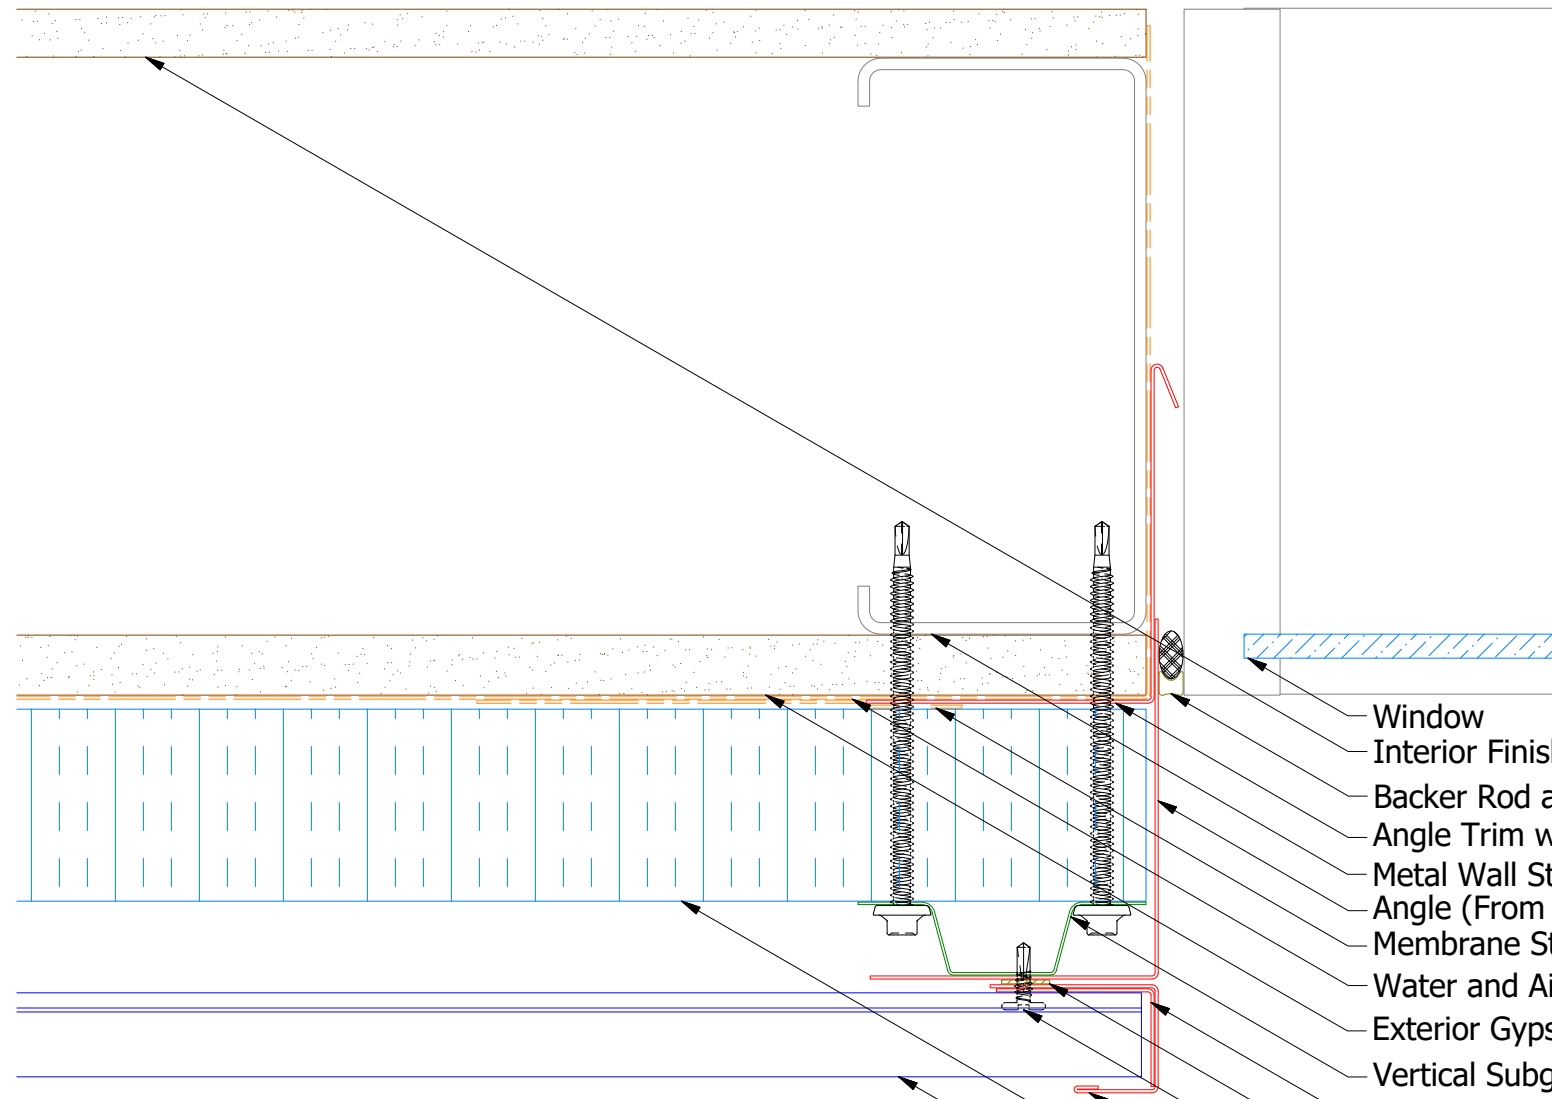 Window
Interior Finis
Backer Rod a
Angle Trim w
Metal Wall St
Angle (From
Membrane St
Water and Ai
Exterior Gyps
Vertical Subg